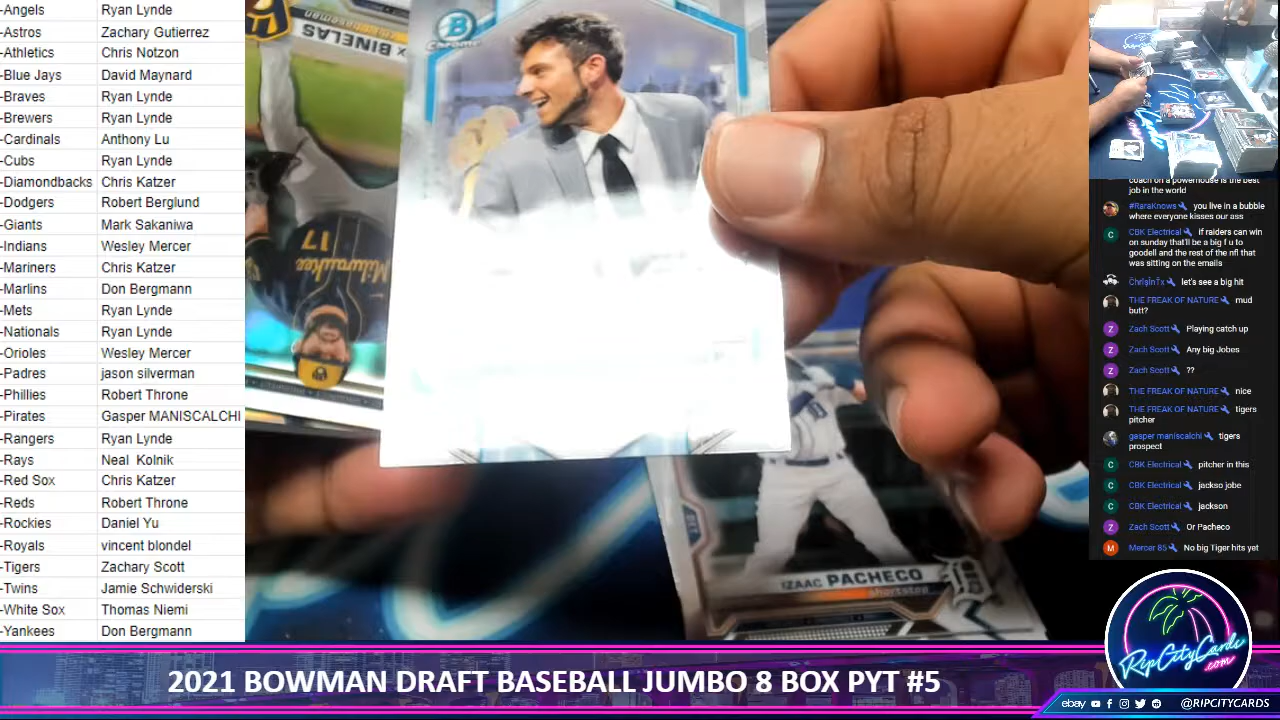 -Angels Ryan Lynde
-Astros Zachary Gutierrez
-Athletics Chris Notzon
-Blue Jays David Maynard
-Braves Ryan Lynde
-Brewers Ryan Lynde
-Cardinals Anthony Lu
-Cubs Ryan Lynde
-Diamondbacks Chris Katzer
-Dodgers Robert Berglund
-Giants Mark Sakaniwa
-Indians Wesley Mercer
-Mariners Chris Katzer
-Marlins Don Bergmann
-Mets Ryan Lynde
-Nationals Ryan Lynde
-Orioles Wesley Mercer
-Padres jason silverman
-Phillies Robert Throne
-Pirates Gasper MANISCALCHI
-Rangers Ryan Lynde
-Rays Neal Kolnik
-Red Sox Chris Katzer
-Reds Robert Throne
-Rockies Daniel Yu
-Royals vincent blondel
-Tigers Zachary Scott
-Twins Jamie Schwiderski
-White Sox Thomas Niemi
-Yankees Don Bergmann
BINELAS
Milwaukee
17
B
Chrome
IZAAC PACHECO
shortstop
coach on a powerhouse is the best
job in the world
#RaraKnows you live in a bubble
where everyone kisses our ass
CBK Electrical if raiders can win
on sunday that'll be a big f u to
goodell and the rest of the nfl that
was sitting on the emails
ChrlsinTx let's see a big hit
THE FREAK OF NATURE mud
butt?
Zach Scott Playing catch up
Zach Scott Any big Jobes
Zach Scott ??
THE FREAK OF NATURE nice
THE FREAK OF NATURE tigers
pitcher
gasper maniscalchi tigers
prospect
CBK Electrical pitcher in this
CBK Electrical jackso jobe
CBK Electrical jackson
Zach Scott Or Pacheco
Mercer 85 No big Tiger hits yet
2021 BOWMAN DRAFT BASEBALL JUMBO 8 BOX PYT #5
RipCityCards
.com
ebay @RIPCITYCARDS